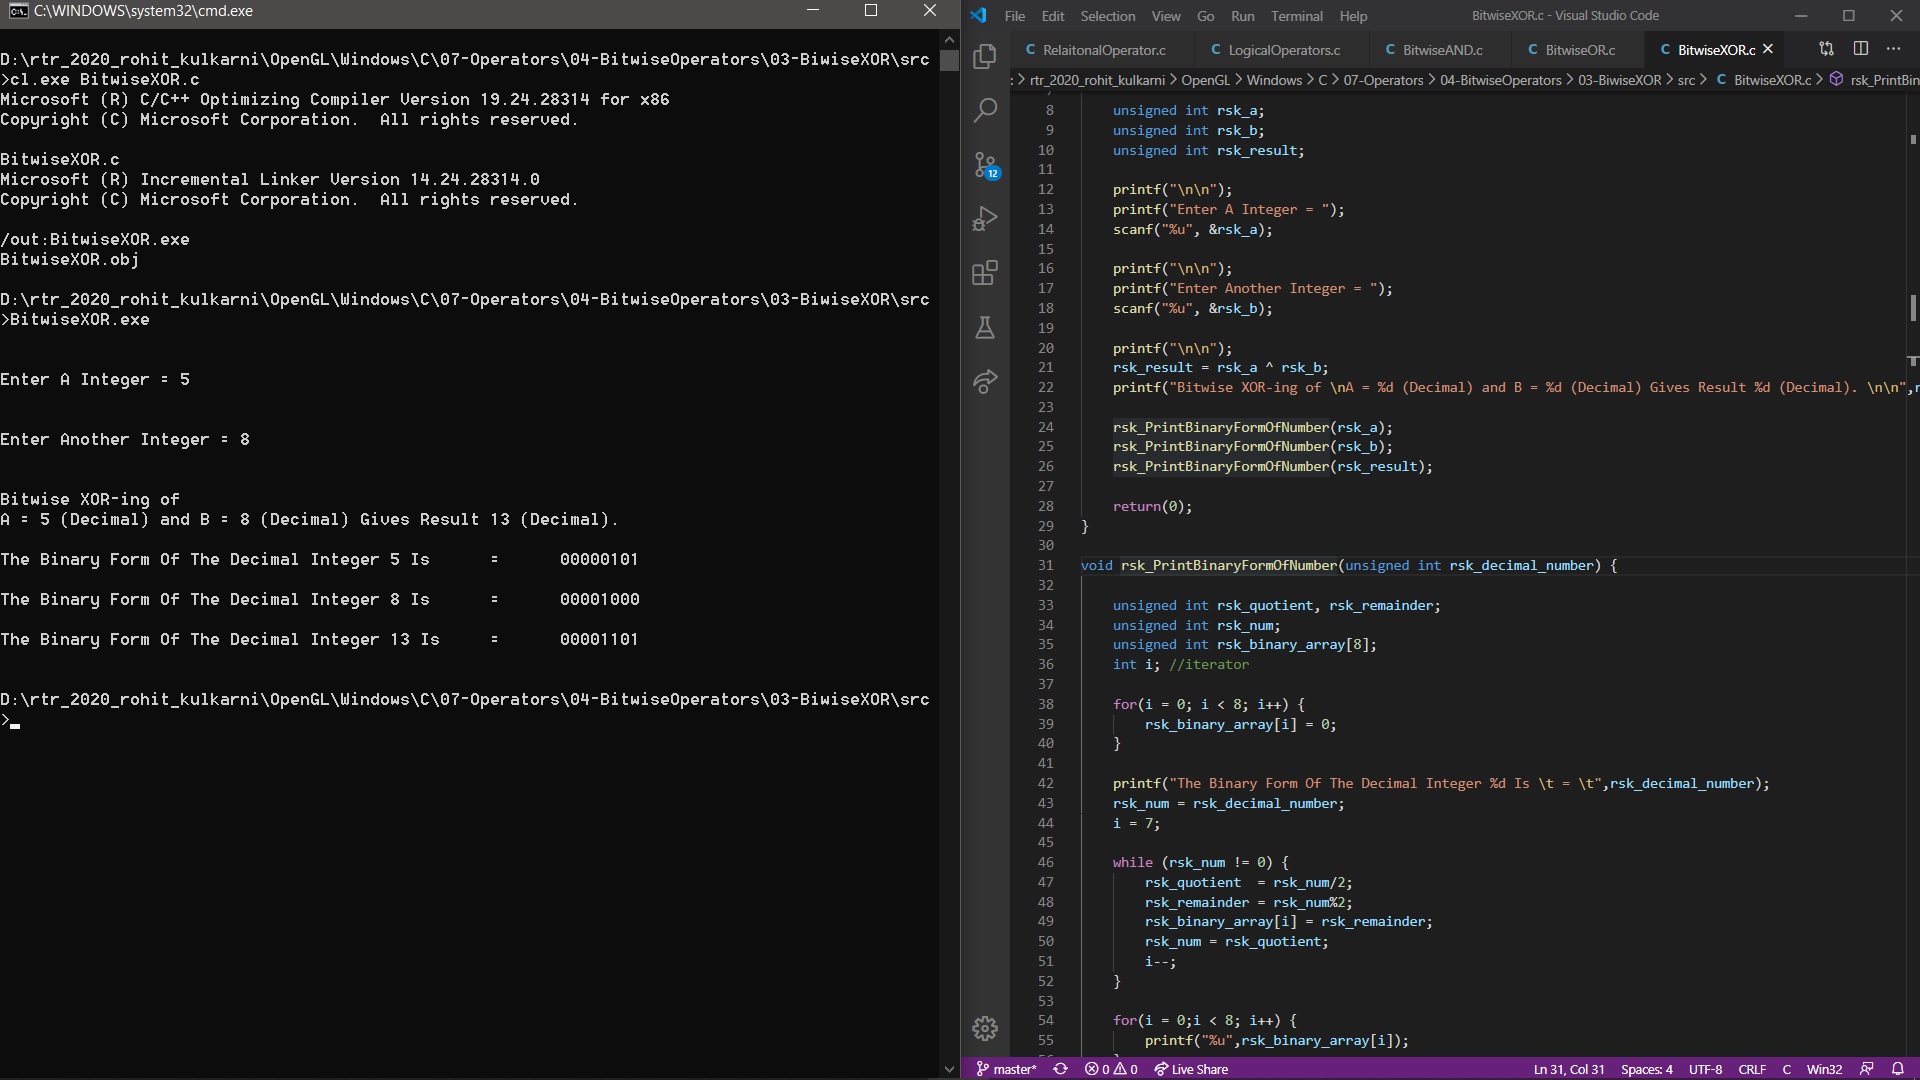 C:\WINDOWS\system32\cmd.exe
D:\rtr_2020_rohit_kulkarni\OpenGL\Windows\C\07-Operators\04-BitwiseOperators\03-BiwiseXOR\src
>cl.exe BitwiseXOR.c
Microsoft (R) C/C++ Optimizing Compiler Version 19.24.28314 for x86
Copyright (C) Microsoft Corporation.  All rights reserved.
BitwiseXOR.c
Microsoft (R) Incremental Linker Version 14.24.28314.0
Copyright (C) Microsoft Corporation.  All rights reserved.
/out:BitwiseXOR.exe
BitwiseXOR.obj
D:\rtr_2020_rohit_kulkarni\OpenGL\Windows\C\07-Operators\04-BitwiseOperators\03-BiwiseXOR\src
>BitwiseXOR.exe
Enter A Integer = 5
Enter Another Integer = 8
Bitwise XOR-ing of
A = 5 (Decimal) and B = 8 (Decimal) Gives Result 13 (Decimal).
The Binary Form Of The Decimal Integer 5 Is      =      00000101
The Binary Form Of The Decimal Integer 8 Is      =      00001000
The Binary Form Of The Decimal Integer 13 Is     =      00001101
D:\rtr_2020_rohit_kulkarni\OpenGL\Windows\C\07-Operators\04-BitwiseOperators\03-BiwiseXOR\src
>
File Edit Selection View Go Run Terminal Help BitwiseXOR.c - Visual Studio Code
C RelaitonalOperator.c C LogicalOperators.c C BitwiseAND.c C BitwiseOR.c C BitwiseXOR.c
: > rtr_2020_rohit_kulkarni > OpenGL > Windows > C > 07-Operators > 04-BitwiseOperators > 03-BiwiseXOR > src > C BitwiseXOR.c > rsk_PrintBin
12
8 unsigned int rsk_a;
9 unsigned int rsk_b;
10 unsigned int rsk_result;
11
12 printf("\n\n");
13 printf("Enter A Integer = ");
14 scanf("%u", &rsk_a);
15
16 printf("\n\n");
17 printf("Enter Another Integer = ");
18 scanf("%u", &rsk_b);
19
20 printf("\n\n");
21 rsk_result = rsk_a ^ rsk_b;
22 printf("Bitwise XOR-ing of \nA = %d (Decimal) and B = %d (Decimal) Gives Result %d (Decimal). \n\n",r
23
24 rsk_PrintBinaryFormOfNumber(rsk_a);
25 rsk_PrintBinaryFormOfNumber(rsk_b);
26 rsk_PrintBinaryFormOfNumber(rsk_result);
27
28 return(0);
29 }
30
31 void rsk_PrintBinaryFormOfNumber(unsigned int rsk_decimal_number) {
32
33 unsigned int rsk_quotient, rsk_remainder;
34 unsigned int rsk_num;
35 unsigned int rsk_binary_array[8];
36 int i; //iterator
37
38 for(i = 0; i < 8; i++) {
39 rsk_binary_array[i] = 0;
40 }
41
42 printf("The Binary Form Of The Decimal Integer %d Is \t = \t",rsk_decimal_number);
43 rsk_num = rsk_decimal_number;
44 i = 7;
45
46 while (rsk_num != 0) {
47 rsk_quotient  = rsk_num/2;
48 rsk_remainder = rsk_num%2;
49 rsk_binary_array[i] = rsk_remainder;
50 rsk_num = rsk_quotient;
51 i--;
52 }
53
54 for(i = 0;i < 8; i++) {
55 printf("%u",rsk_binary_array[i]);
master* 0 0 Live Share Ln 31, Col 31 Spaces: 4 UTF-8 CRLF C Win32